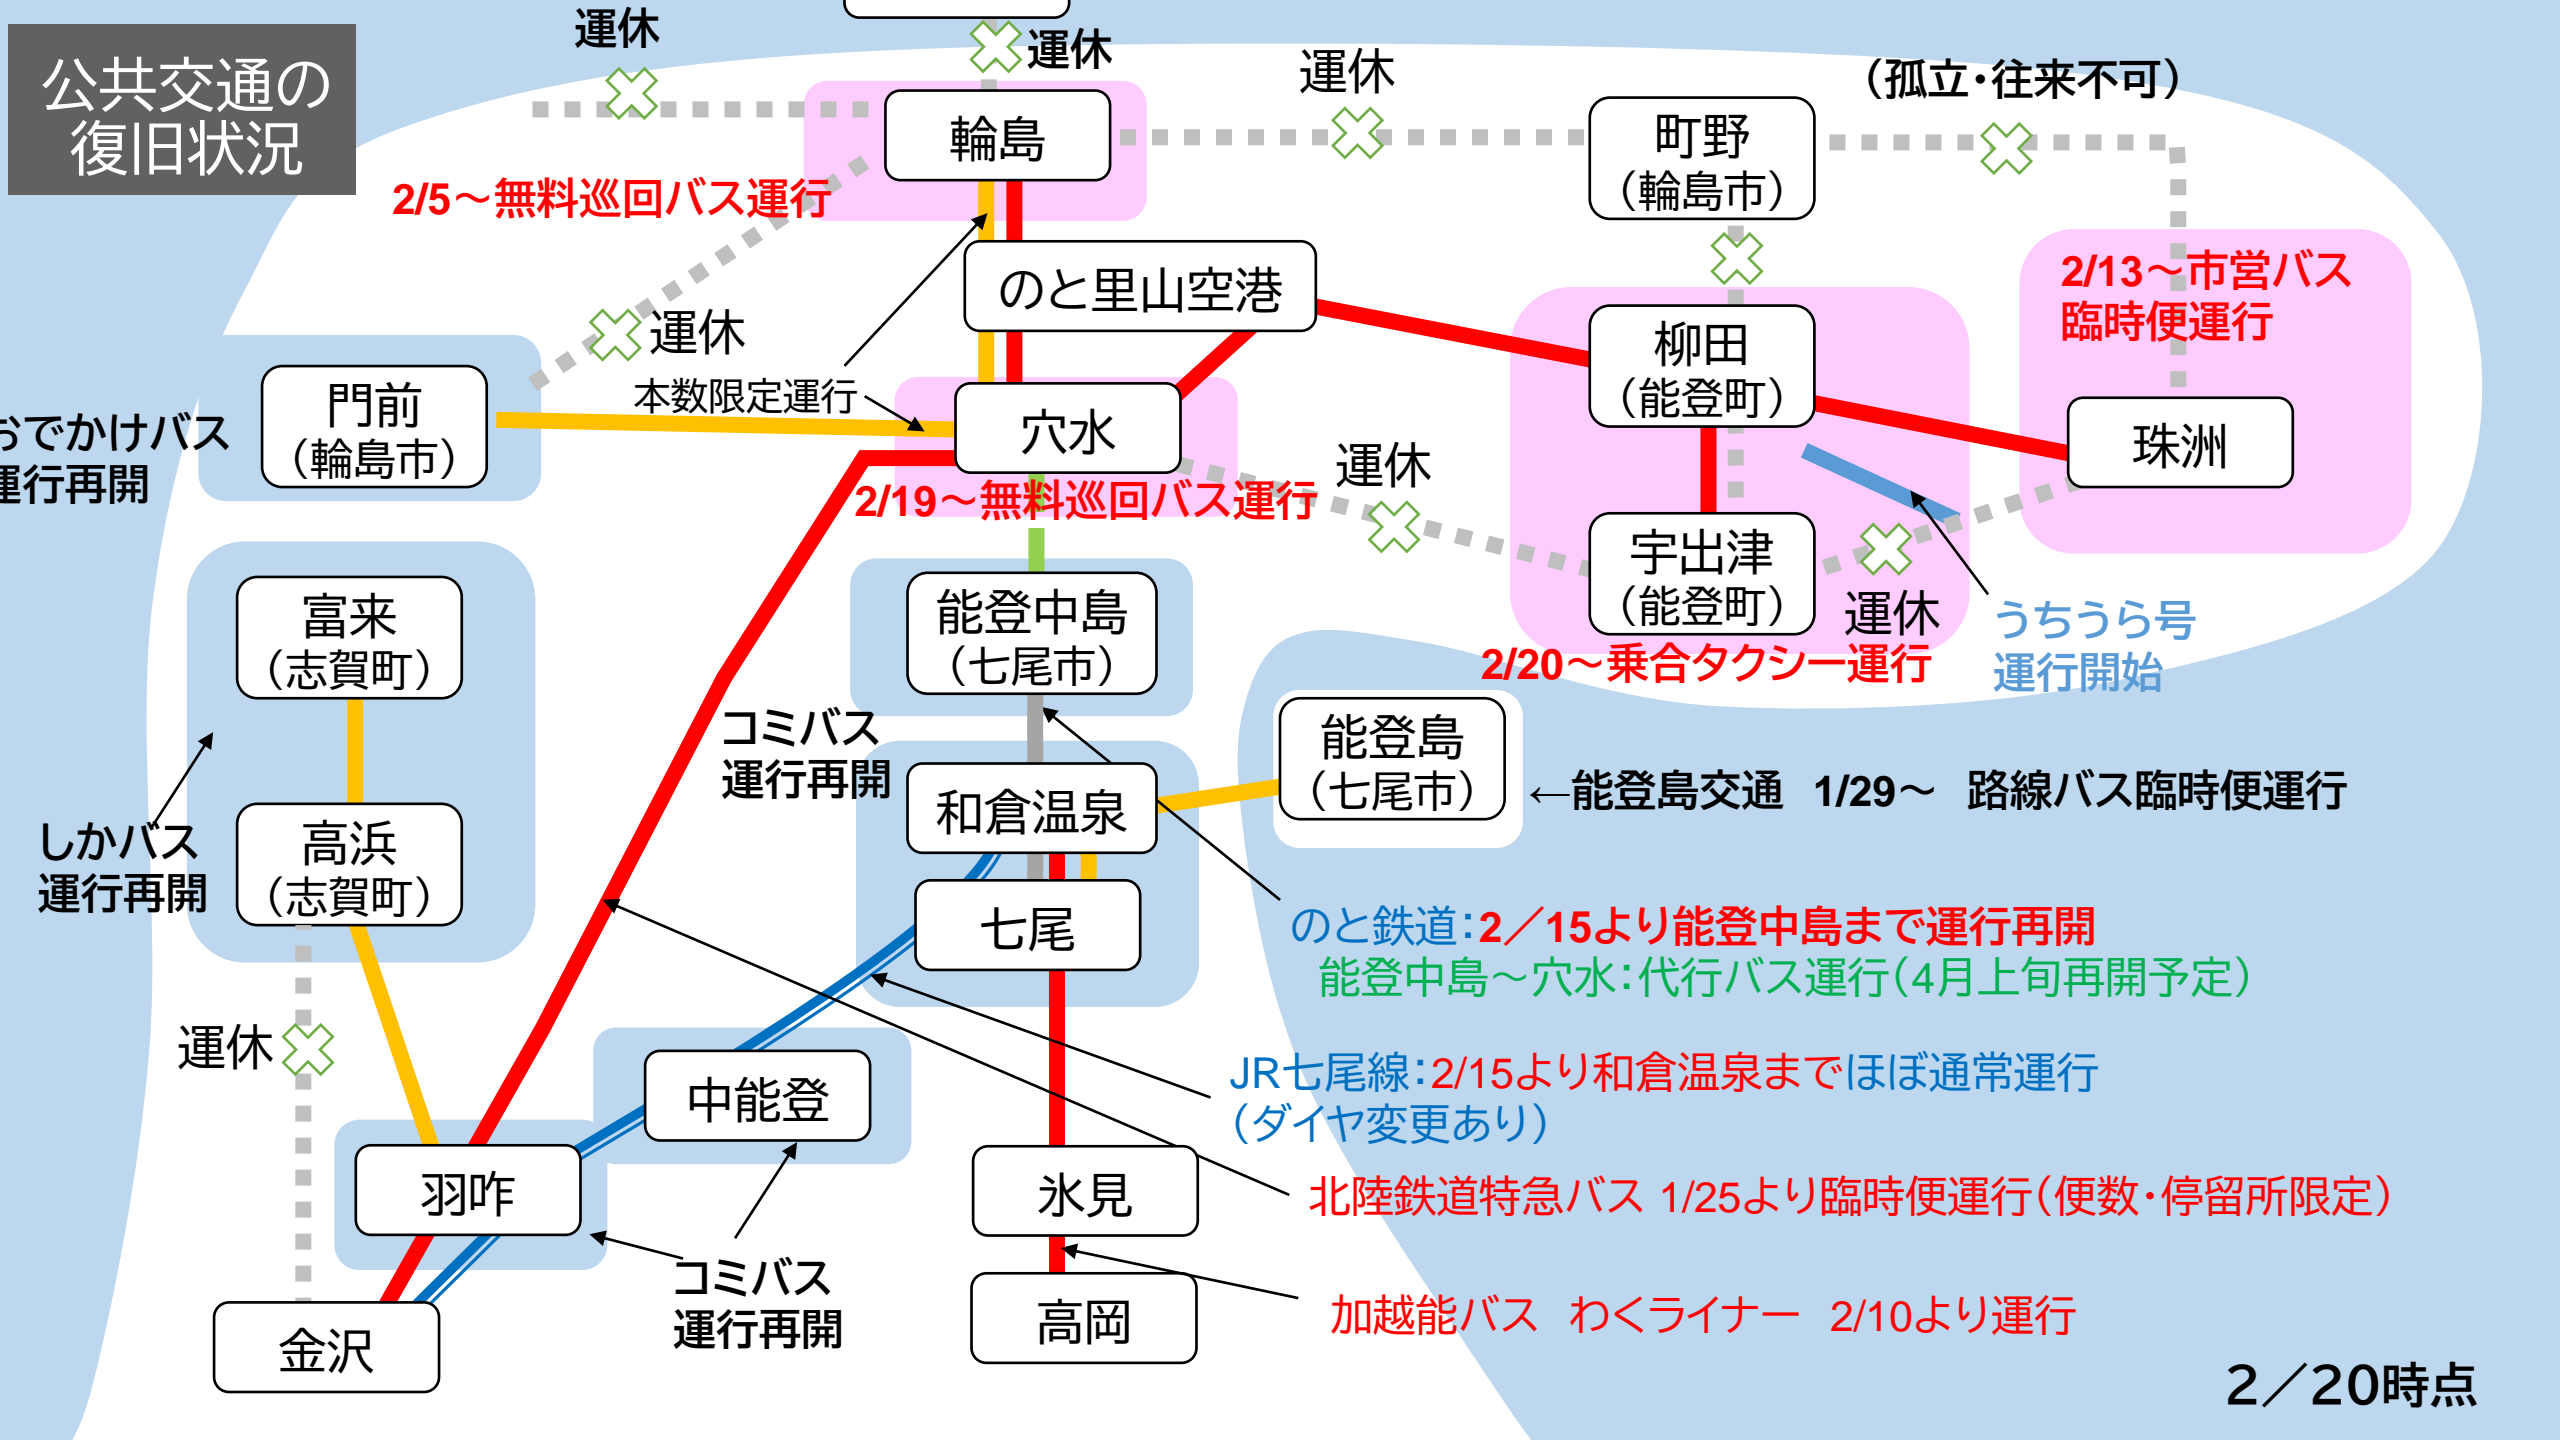 公共交通の
復旧状況
運休
運休
運休
（孤立・往来不可）
輪島
町野
（輪島市）
2/5～無料巡回バス運行
のと里山空港
2/13～市営バス
臨時便運行
運休
柳田
（能登町）
本数限定運行
門前
（輪島市）
おでかけバス
運行再開
穴水
運休
珠洲
2/19～無料巡回バス運行
宇出津
（能登町）
運休
うちうら号
運行開始
2/20～乗合タクシー運行
富来
（志賀町）
能登中島
（七尾市）
コミバス
運行再開
能登島
（七尾市）
←能登島交通　1/29～　路線バス臨時便運行
和倉温泉
しかバス
運行再開
高浜
（志賀町）
七尾
のと鉄道：2／15より能登中島まで運行再開
能登中島～穴水：代行バス運行（4月上旬再開予定）
運休
中能登
JR七尾線：2/15より和倉温泉までほぼ通常運行
（ダイヤ変更あり）
羽咋
氷見
北陸鉄道特急バス 1/25より臨時便運行（便数・停留所限定）
コミバス
運行再開
高岡
加越能バス　わくライナー　2/10より運行
金沢
2／20時点